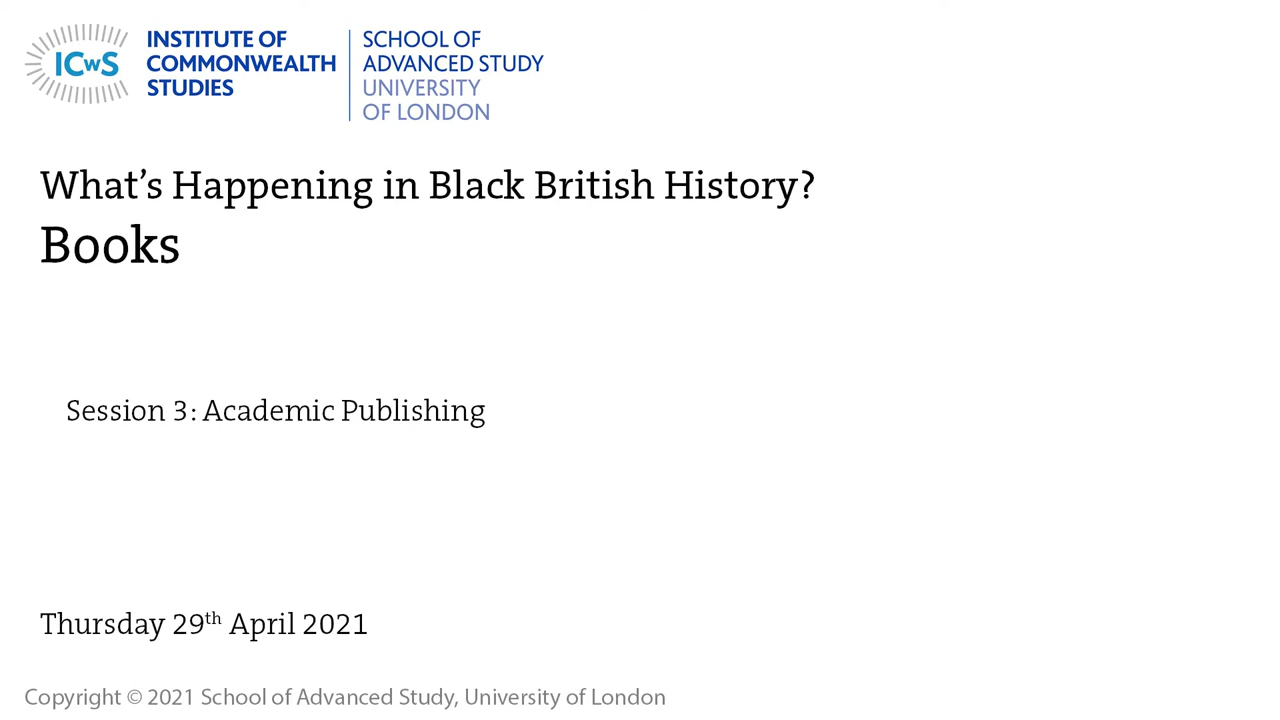 ICwS
INSTITUTE OF
COMMONWEALTH
STUDIES
SCHOOL OF
ADVANCED STUDY
UNIVERSITY
OF LONDON
What's Happening in Black British History?
Books
Session 3: Academic Publishing
Thursday 29th April 2021
Copyright © 2021 School of Advanced Study, University of London